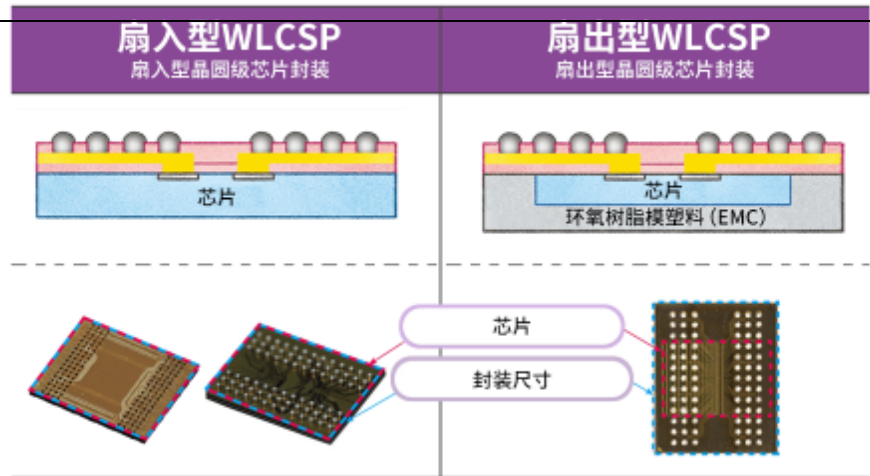 扇入型WLCSP
扇入型晶圆级芯片封装
扇出型WLCSP
扇出型晶圆级芯片封装
芯片
芯片
环氧树脂模塑料（EMC）
芯片
封装尺寸